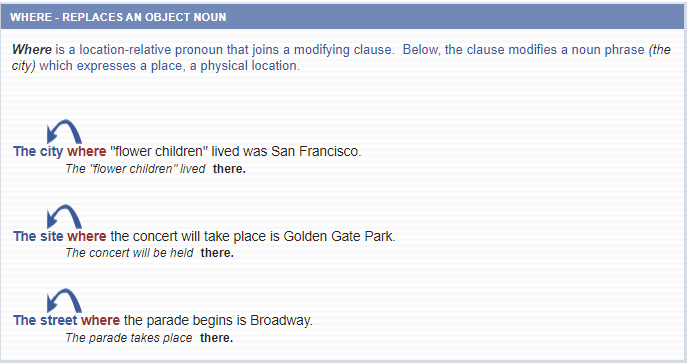 WHERE - REPLACES AN OBJECT NOUN
Where is a location-relative pronoun that joins a modifying clause. Below, the clause modifies a noun phrase (the
city) which expresses a place, a physical location.
The city where "flower children" lived was San Francisco.
The "flower children" lived there.
The site where the concert will take place is Golden Gate Park.
The concert will be held there.
The street where the parade begins is Broadway.
The parade takes place there.